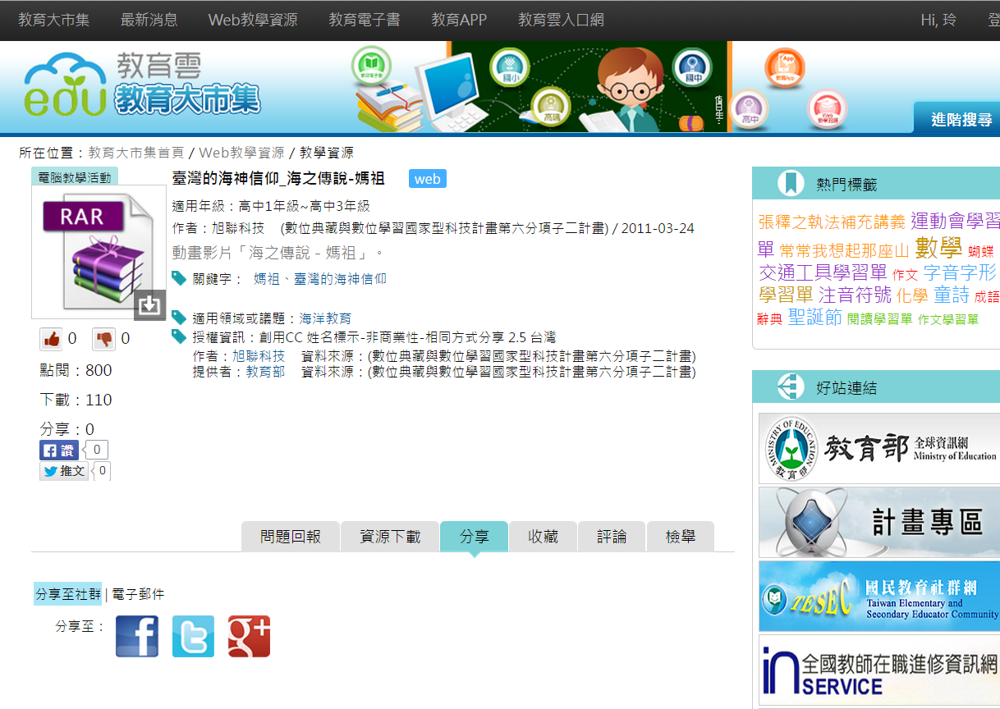 教育大市集 最新消息 Web教學資源 教育電子書 教育APP 教育雲入口網 Hi, 玲 登
edu 教育雲
教育大市集
國小 國中 高職 高中 值日生:
App
Web
進階搜尋
所在位置：教育大市集首頁 / Web教學資源 / 教學資源
電腦教學活動
RAR
臺灣的海神信仰_海之傳說-媽祖 web
適用年級：高中1年級~高中3年級
作者：旭聯科技 (數位典藏與數位學習國家型科技計畫第六分項子二計畫) / 2011-03-24
動畫影片「海之傳說 - 媽祖」。
關鍵字： 媽祖、臺灣的海神信仰
適用領域或議題：海洋教育
授權資訊：創用CC 姓名標示-非商業性-相同方式分享 2.5 台灣
作者：旭聯科技 資料來源：(數位典藏與數位學習國家型科技計畫第六分項子二計畫)
提供者：教育部 資料來源：(數位典藏與數位學習國家型科技計畫第六分項子二計畫)
0 0
點閱：800
下載：110
分享：0
讚 0
推文 0
問題回報 資源下載 分享 收藏 評論 檢舉
分享至社群 | 電子郵件
分享至：
熱門標籤
張釋之執法補充講義 運動會學習
單 常常我想起那座山 數學 蝴蝶
交通工具學習單 作文 字音字形
學習單 注音符號 化學 童詩 成語
辭典 聖誕節 閱讀學習單 作文學習單
好站連結
MINISTRY OF EDUCATION 教育部
教育部 全球資訊網
Ministry of Education
計畫專區
TESEC 國民教育社群網
Taiwan Elementary and
Secondary Educator Community
in 全國教師在職進修資訊網
SERVICE